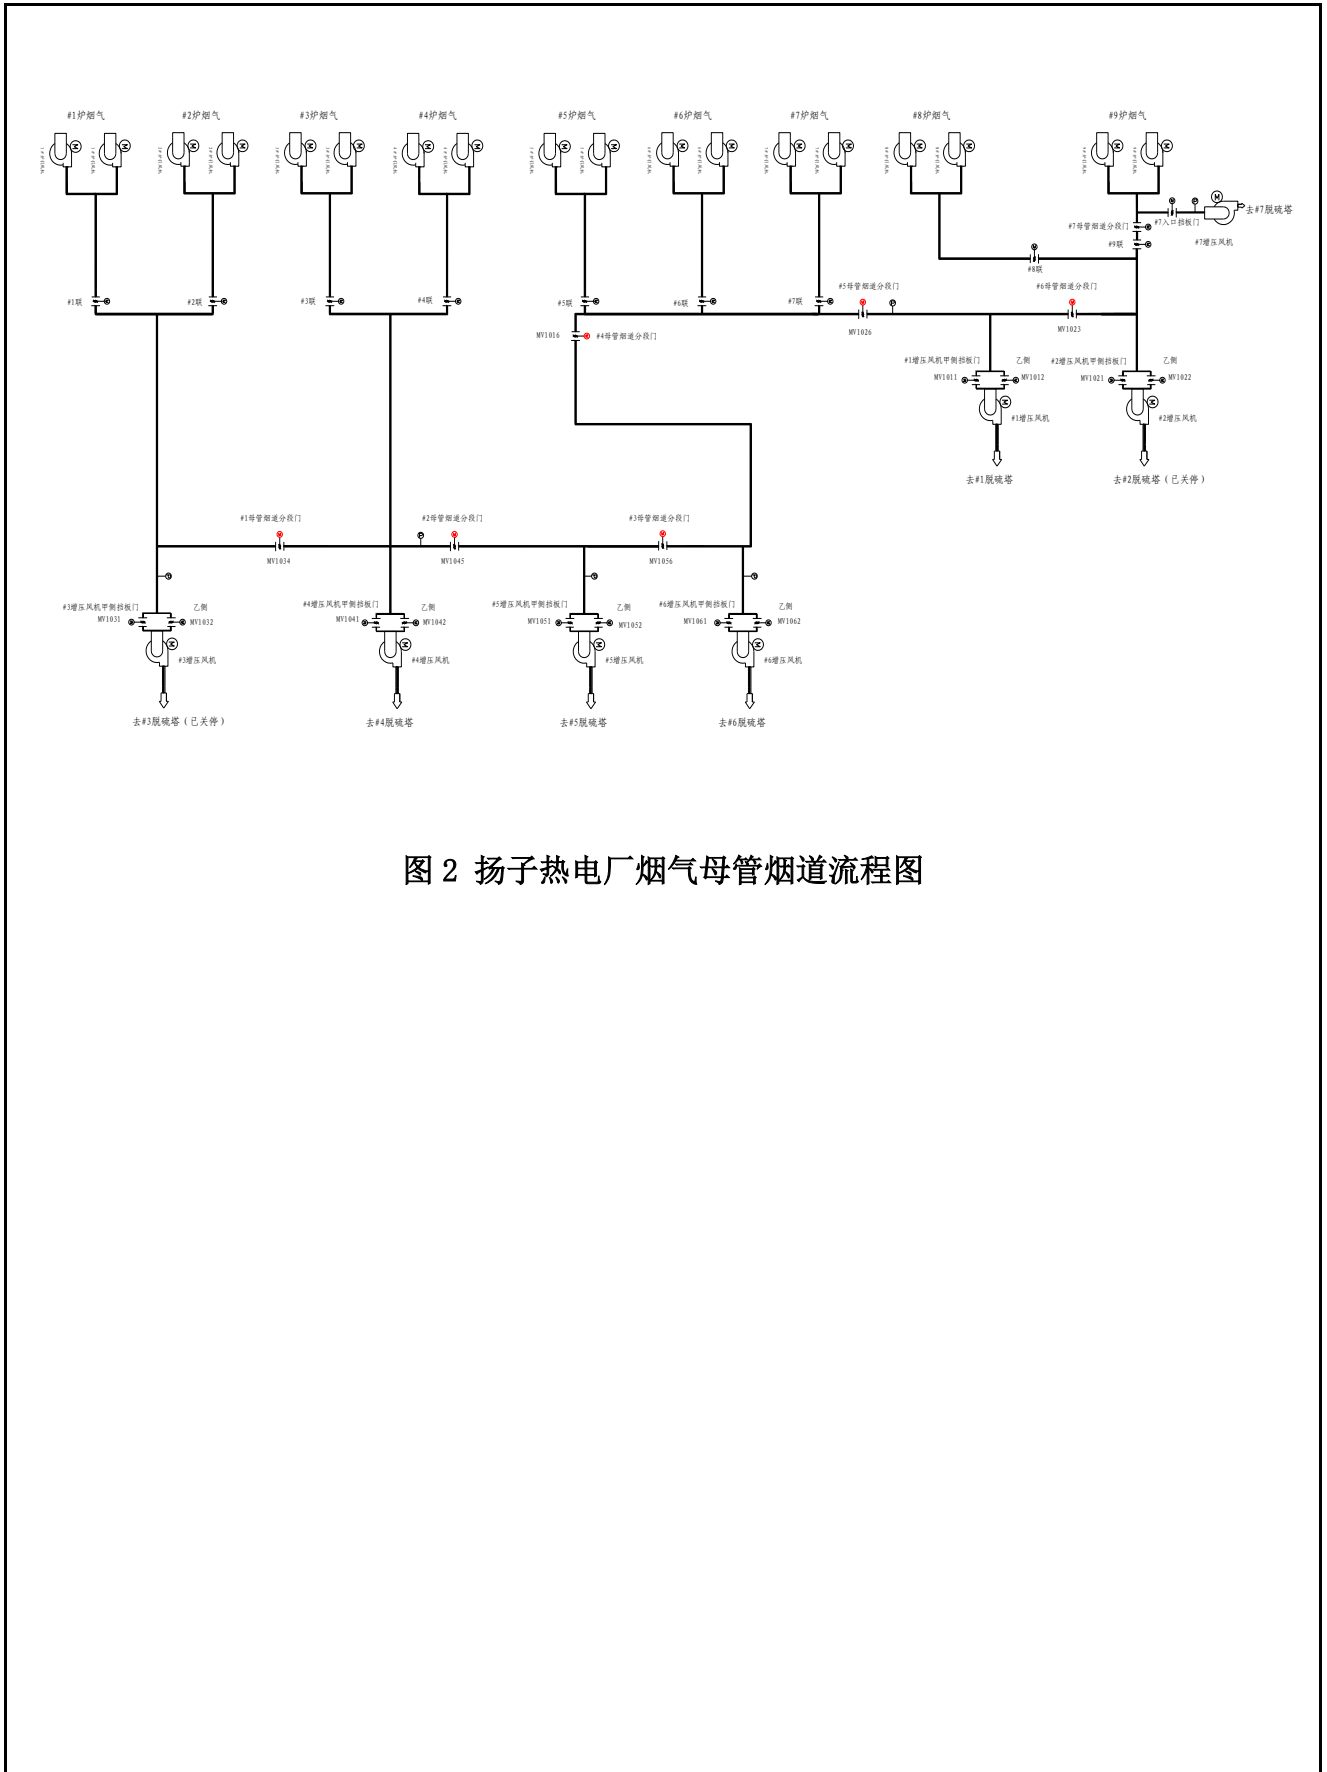 #1炉烟气 #2炉烟气 #3炉烟气 #4炉烟气 #5炉烟气 #6炉烟气 #7炉烟气 #8炉烟气 #9炉烟气
M M M M M M M M M M M M M M M M M M
M
M P 去#7脱硫塔
#7母管烟道分段门 #7入口挡板门
#9联 #7增压风机
M
#8联
#5母管烟道分段门 #6母管烟道分段门
#1联 #2联 #3联 #4联 #5联 #6联 #7联 M P M
MV1016 #4母管烟道分段门 MV1026 MV1023
#1增压风机甲侧挡板门 乙侧 #2增压风机甲侧挡板门 乙侧
MV1011 MV1012 MV1021 MV1022
M M
#1增压风机 #2增压风机
去#1脱硫塔 去#2脱硫塔（已关停）
#1母管烟道分段门 #2母管烟道分段门 #3母管烟道分段门
M P M M
MV1034 MV1045 MV1056
#3增压风机甲侧挡板门 乙侧 #4增压风机甲侧挡板门 乙侧 #5增压风机甲侧挡板门 乙侧 #6增压风机甲侧挡板门 乙侧
MV1031 MV1032 MV1041 MV1042 MV1051 MV1052 MV1061 MV1062
M M M M
#3增压风机 #4增压风机 #5增压风机 #6增压风机
去#3脱硫塔（已关停） 去#4脱硫塔 去#5脱硫塔 去#6脱硫塔
图 2 扬子热电厂烟气母管烟道流程图